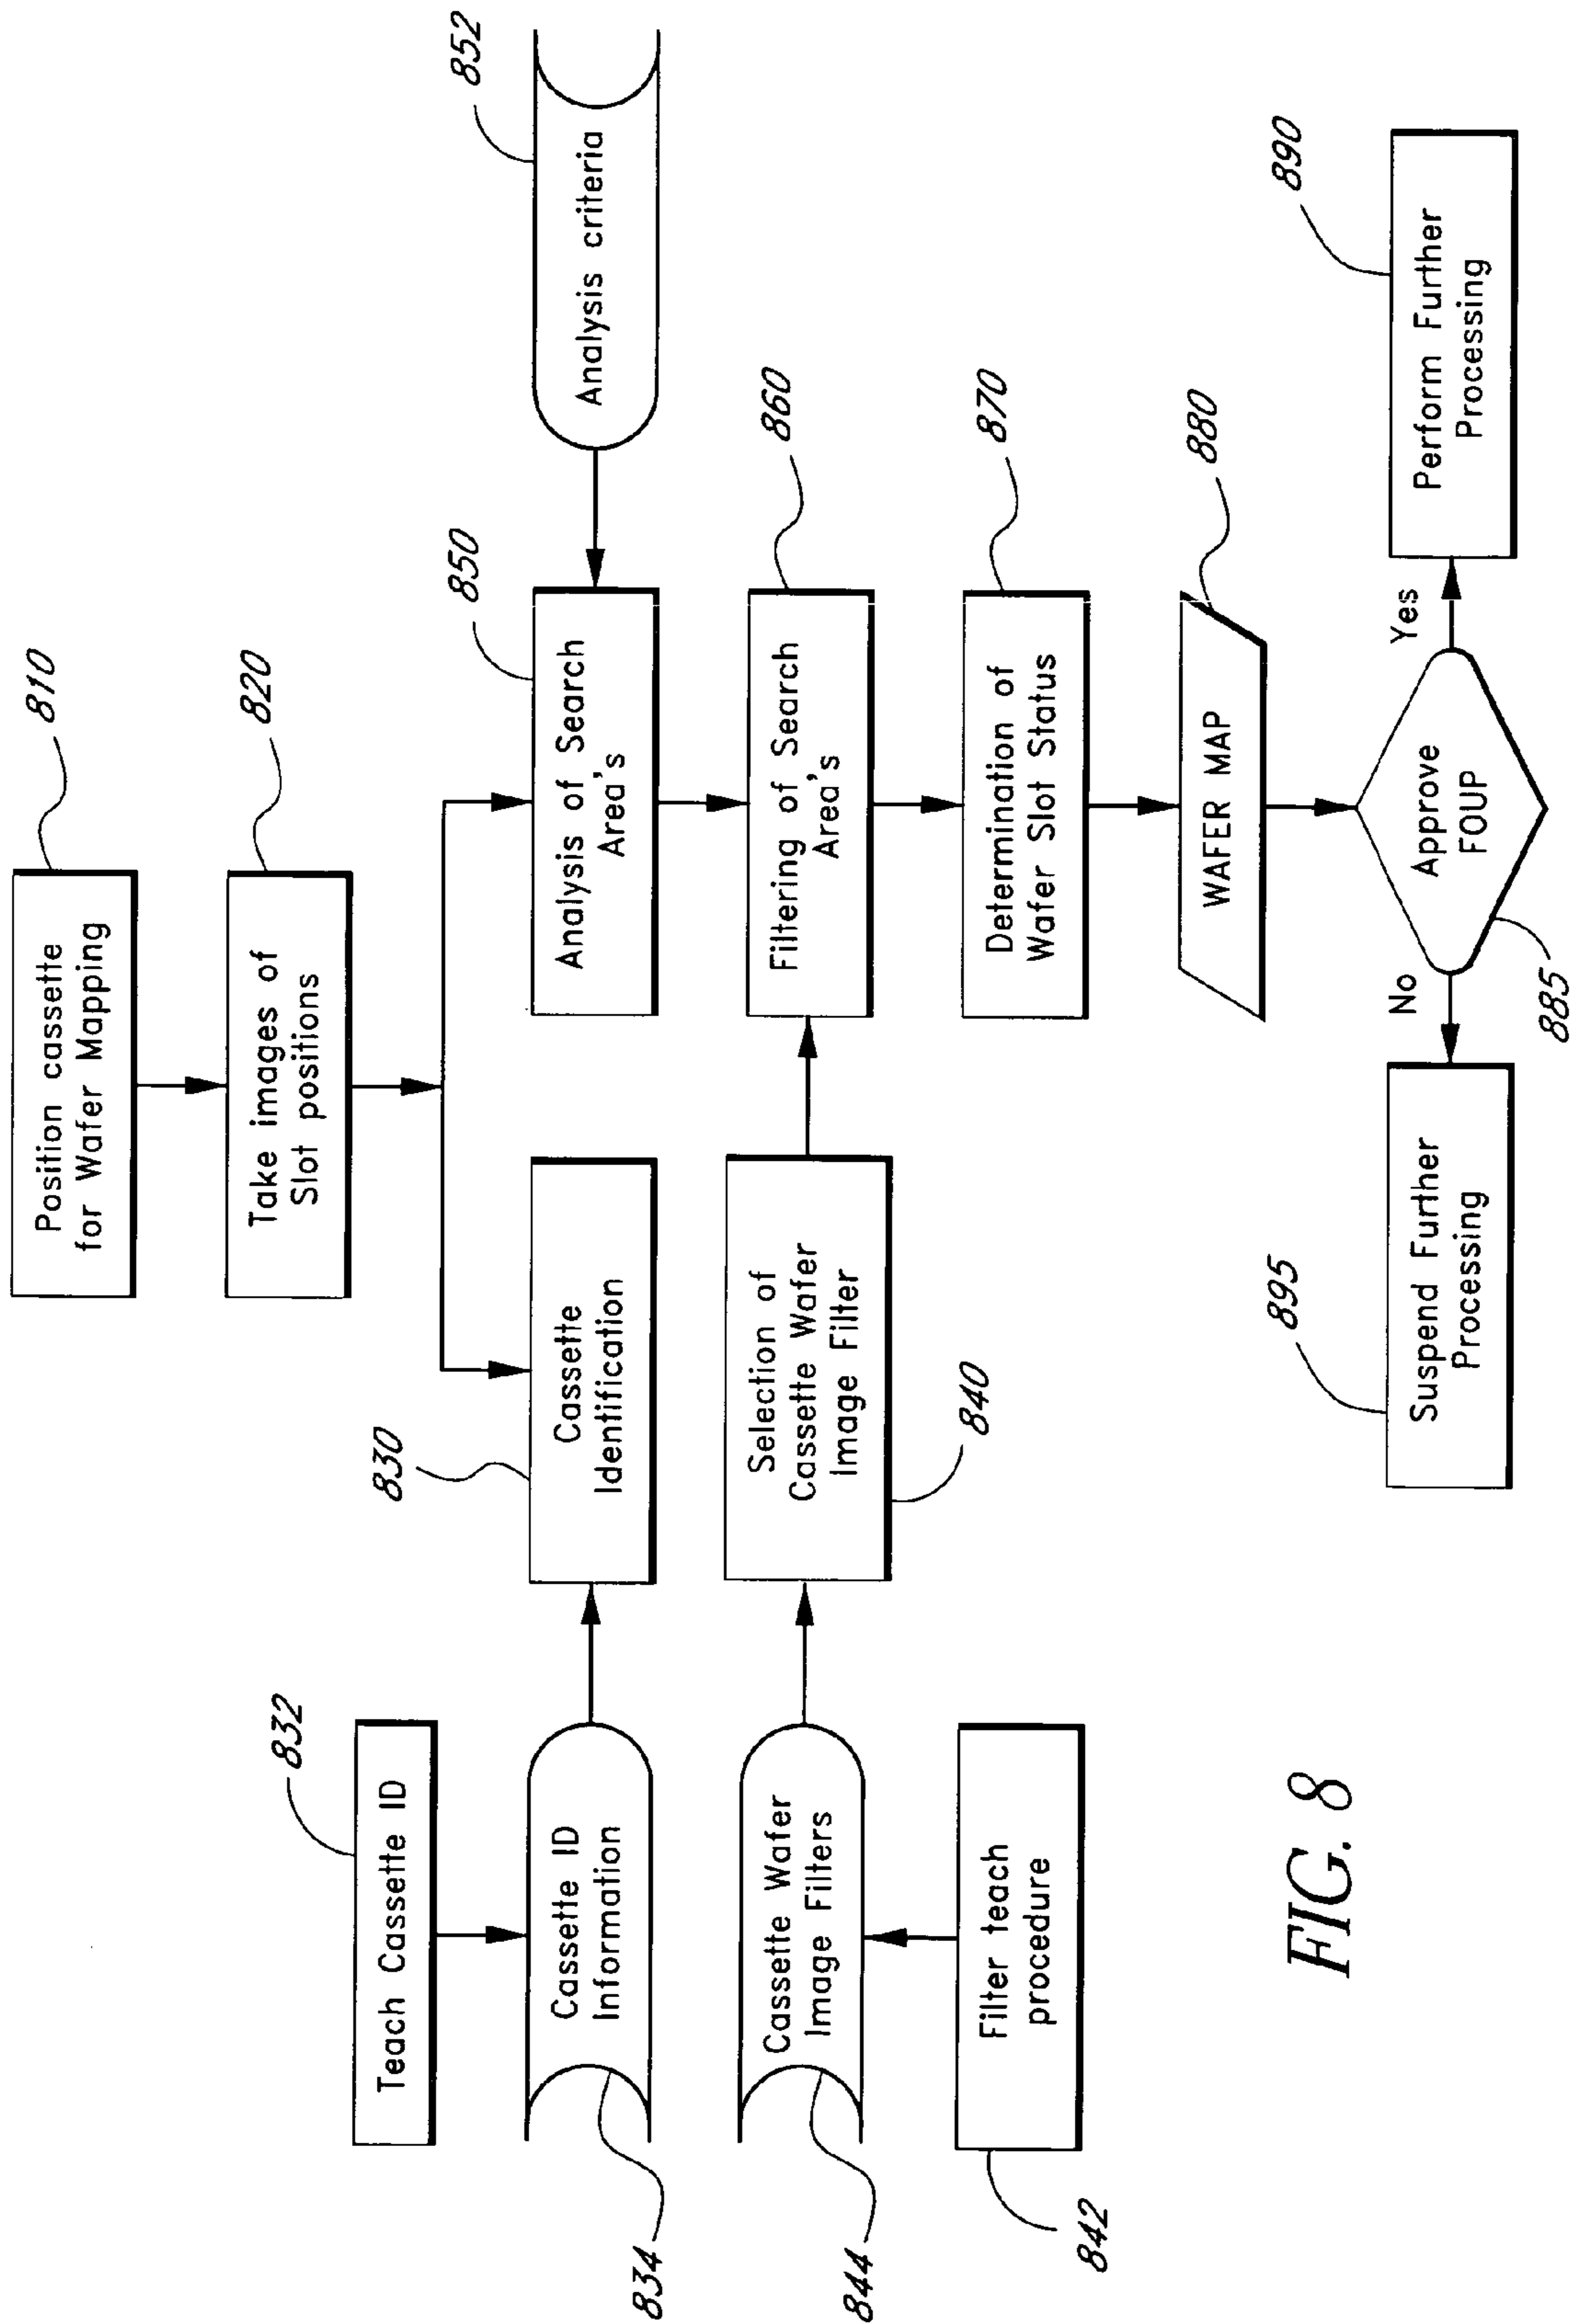 810
Position cassette
for Wafer Mapping
820
Take images of
Slot positions
832
Teach Cassette ID
830
Cassette
Identification
850
Analysis of Search
Area's
852
Analysis criteria
834
Cassette ID
Information
844
Cassette Wafer
Image Filters
Selection of
Cassette Wafer
Image Filter
840
Filtering of Search
Area's
860
842
Filter teach
procedure
Determination of
Wafer Slot Status
870
WAFER MAP
880
895
Suspend Further
Processing
No
Approve
FOUP
885
Yes
Perform Further
Processing
890
FIG. 8